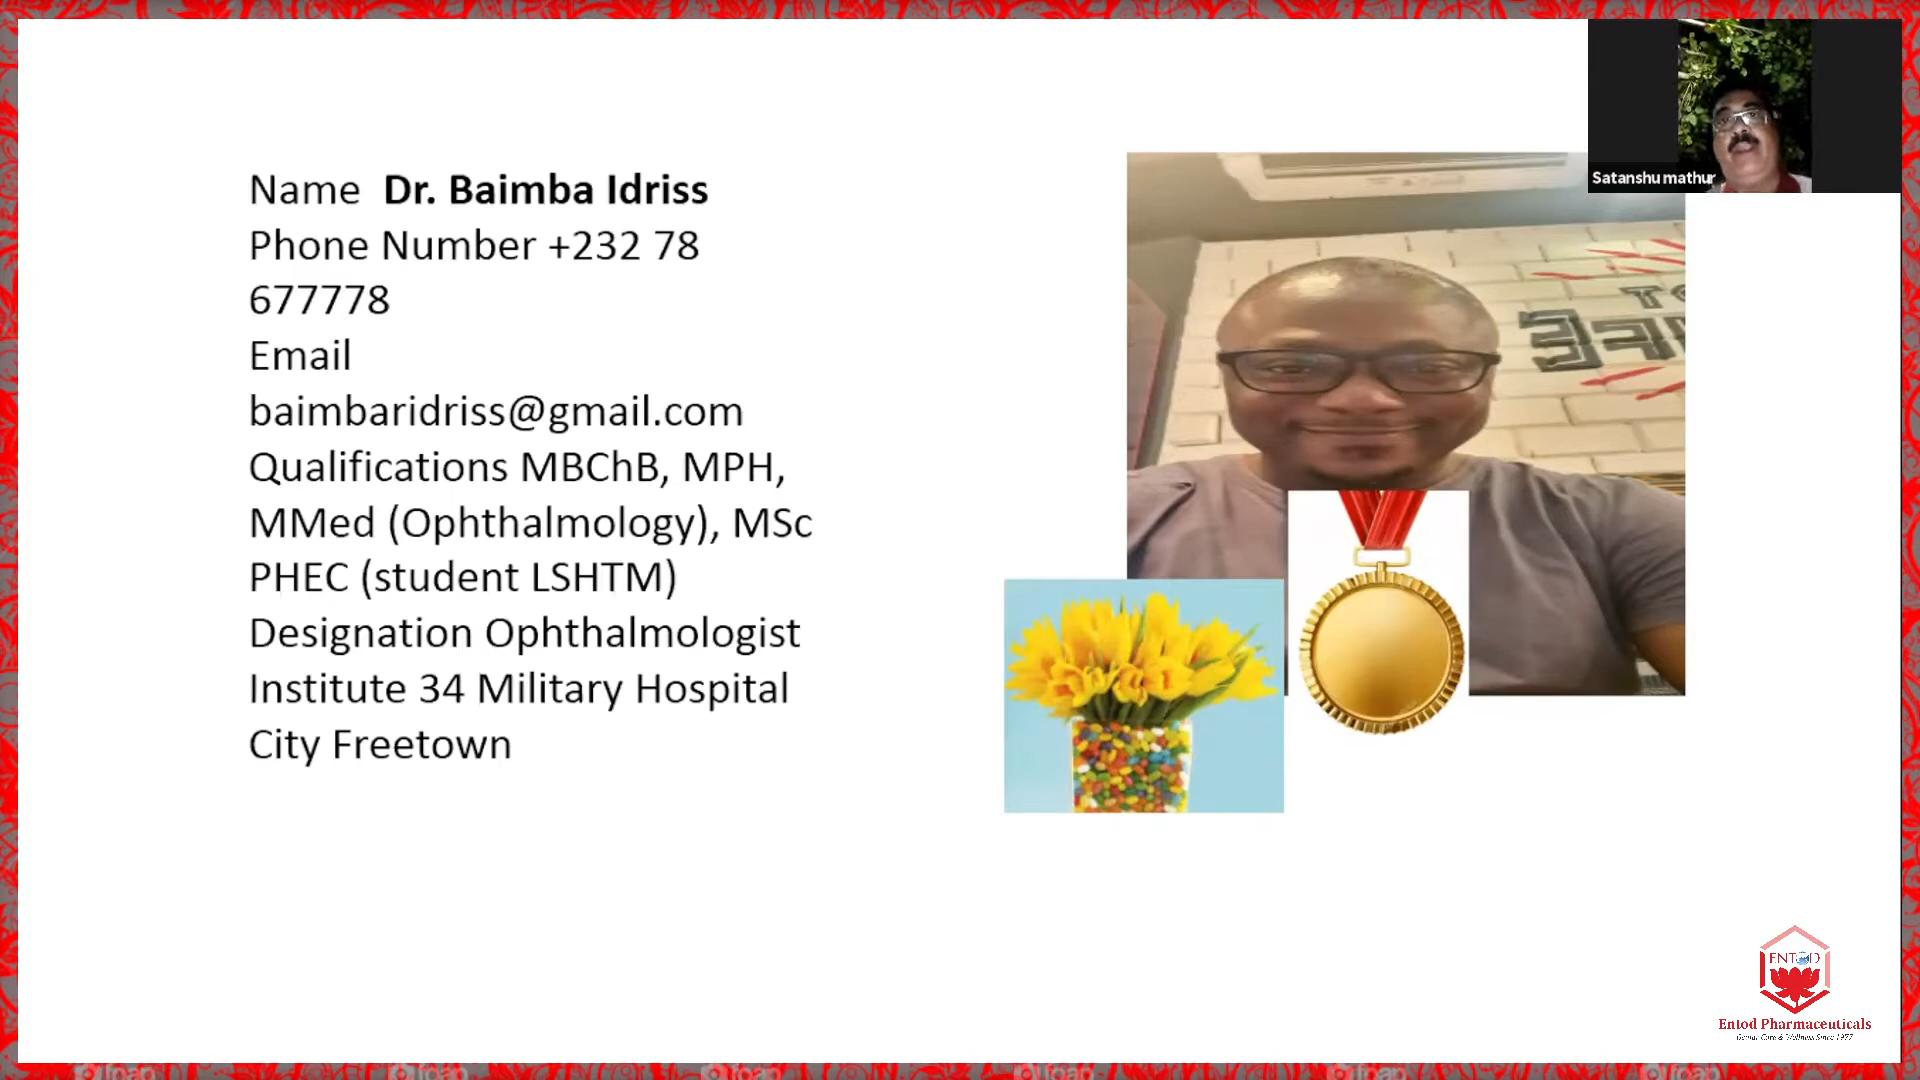 Name Dr. Baimba Idriss
Phone Number +232 78
677778
Email
baimbaridriss@gmail.com
Qualifications MBChB, MPH,
MMed (Ophthalmology), MSc
PHEC (student LSHTM)
Designation Ophthalmologist
Institute 34 Military Hospital
City Freetown
Satanshu mathur
ENTOD
Entod Pharmaceuticals